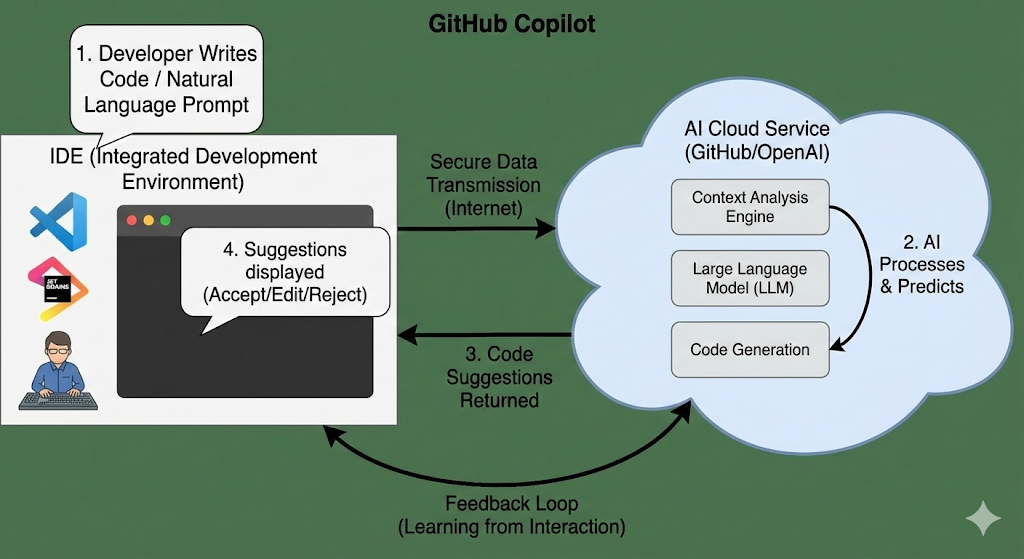 GitHub Copilot
1. Developer Writes
Code / Natural
Language Prompt
IDE (Integrated Development
Environment)
JET
BRAINS
4. Suggestions
displayed
(Accept/Edit/Reject)
Secure Data
Transmission
(Internet)
AI Cloud Service
(GitHub/OpenAI)
Context Analysis
Engine
Large Language
Model (LLM)
Code Generation
2. AI
Processes
& Predicts
3. Code
Suggestions
Returned
Feedback Loop
(Learning from Interaction)